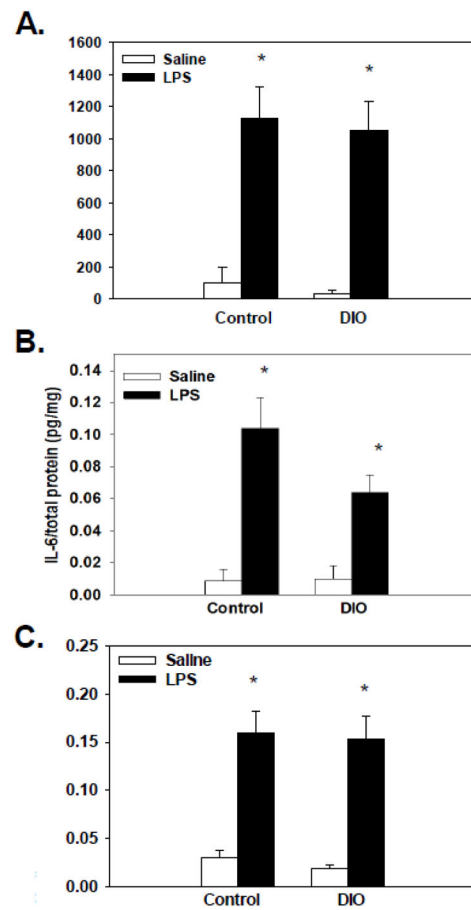 A.
1600
Saline
*
*
1400
LPS
1200
1000
800
600
400
200
0
Control
DIO
B.
IL-6/total protein (pg/mg)
0.14
Saline
*
0.12
LPS
0.10
*
0.08
0.06
0.04
0.02
0.00
Control
DIO
C.
0.25
Saline
LPS
*
*
0.20
0.15
0.10
0.05
0.00
Control
DIO